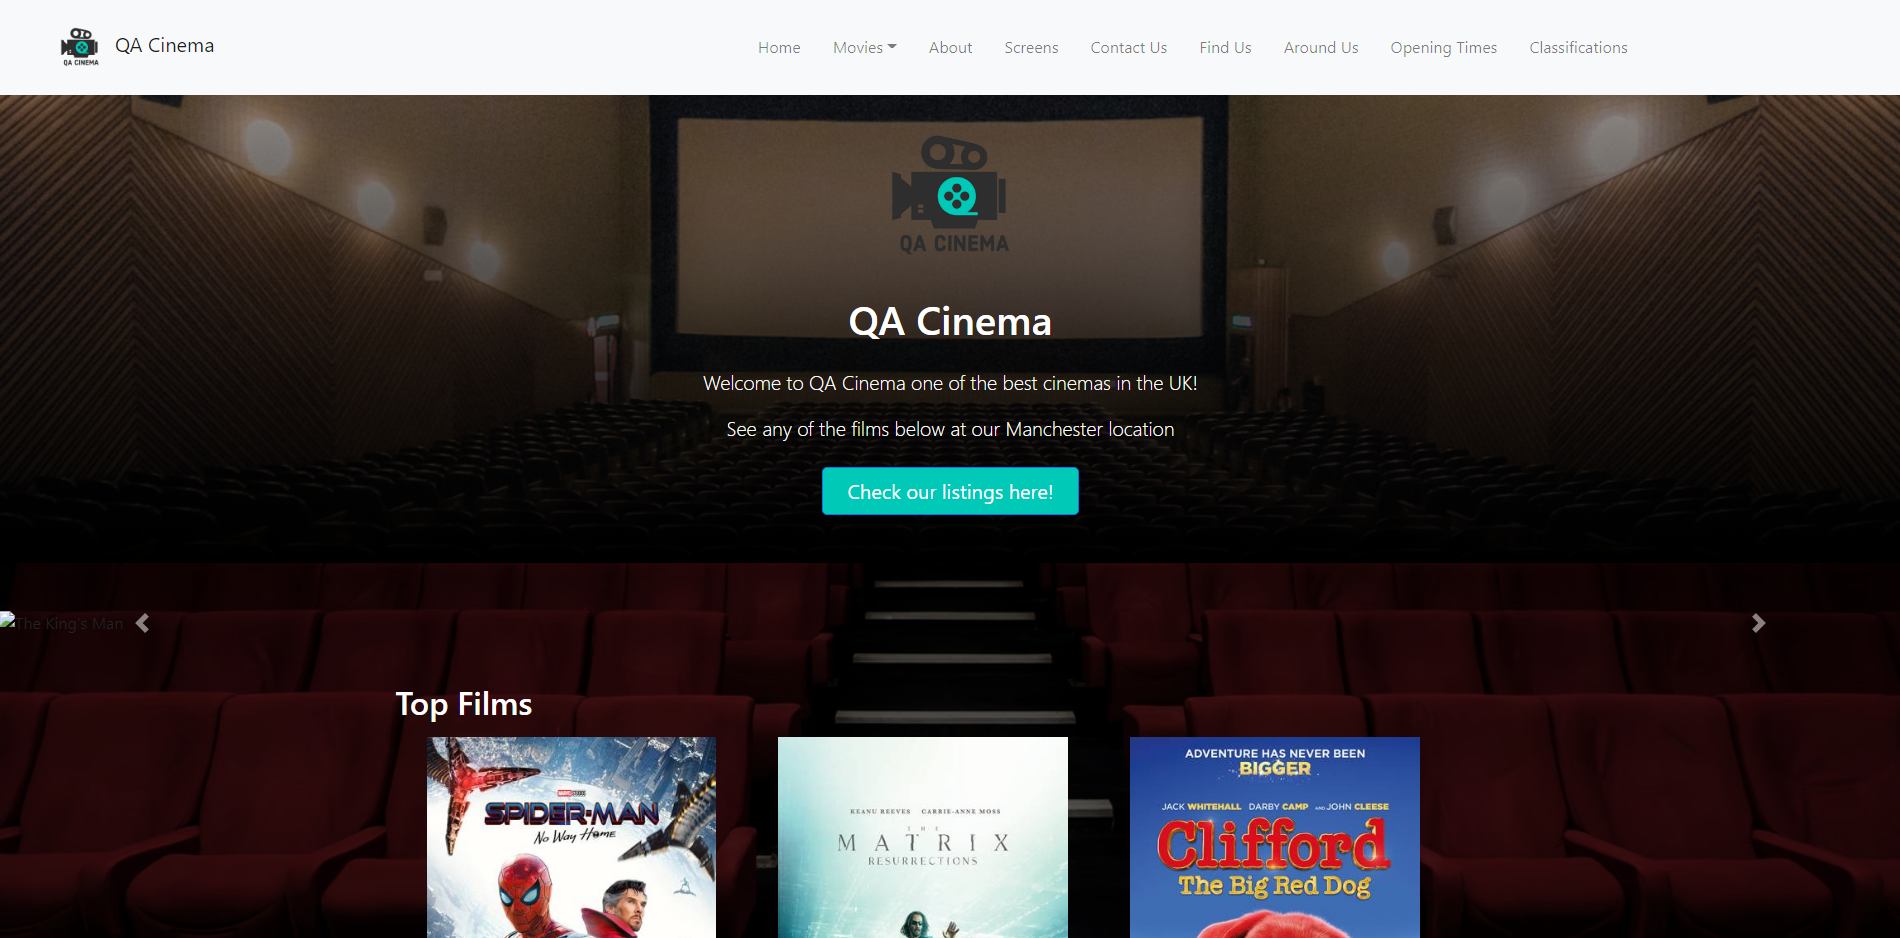 QA CINEMA
QA Cinema
Home
Movies
About
Screens
Contact Us
Find Us
Around Us
Opening Times
Classifications
QA CINEMA
QA Cinema
Welcome to QA Cinema one of the best cinemas in the UK!
See any of the films below at our Manchester location
Check our listings here!
The King's Man
Top Films
MARVEL STUDIOS
SPIDER-MAN
No Way Home
KEANU REEVES CARRIE-ANNE MOSS
THE
MATRIX
RESURRECTIONS
ADVENTURE HAS NEVER BEEN
BIGGER
JACK WHITEHALL DARBY CAMP AND JOHN CLEESE
Clifford
The Big Red Dog